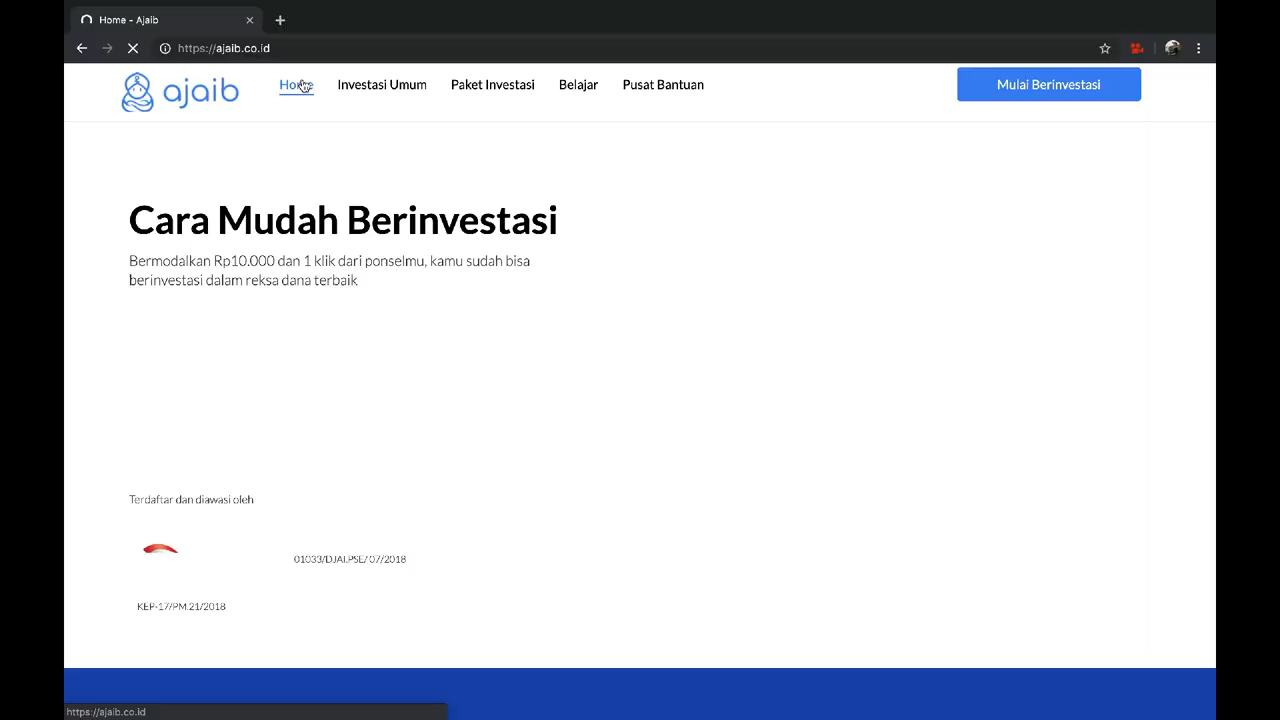 Home - Ajaib
https://ajaib.co.id
ajaib
Home
Investasi Umum
Paket Investasi
Belajar
Pusat Bantuan
Mulai Berinvestasi
Cara Mudah Berinvestasi
Bermodalkan Rp10.000 dan 1 klik dari ponselmu, kamu sudah bisa
berinvestasi dalam reksa dana terbaik
Terdaftar dan diawasi oleh
01033/DJAI.PSE/ 07/2018
KEP-17/PM.21/2018
https://ajaib.co.id